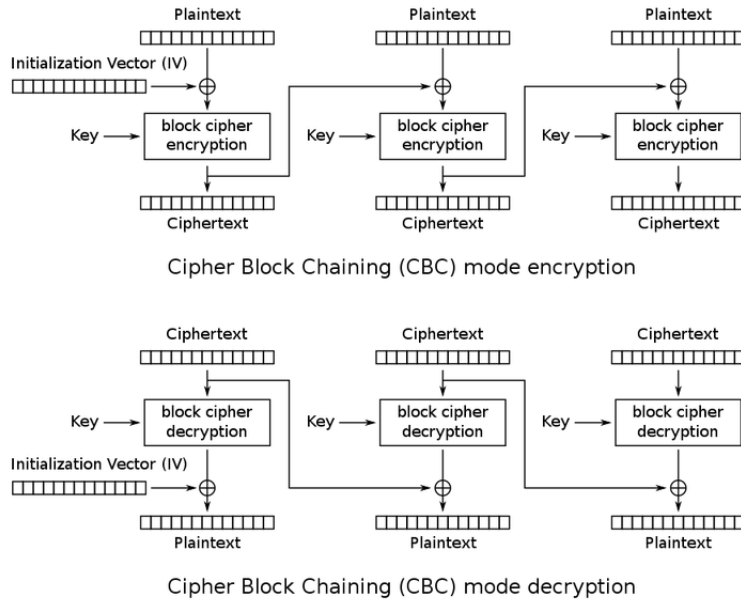 Plaintext Plaintext Plaintext
Initialization Vector (IV)
Key block cipher encryption Key block cipher encryption Key block cipher encryption
Ciphertext Ciphertext Ciphertext
Cipher Block Chaining (CBC) mode encryption
Ciphertext Ciphertext Ciphertext
Key block cipher decryption Key block cipher decryption Key block cipher decryption
Initialization Vector (IV)
Plaintext Plaintext Plaintext
Cipher Block Chaining (CBC) mode decryption